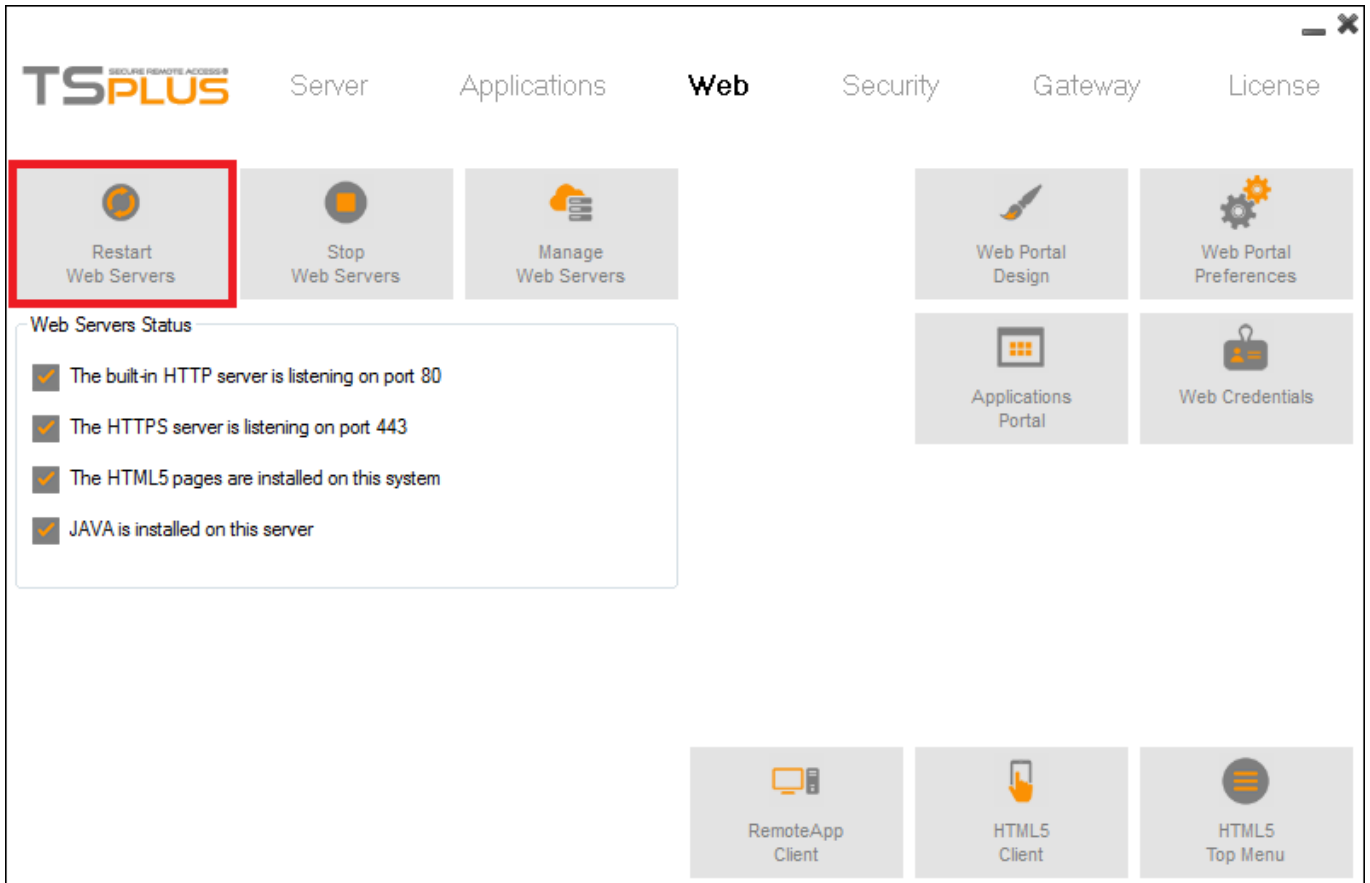 TSPLUS
SECURE REMOTE ACCESS®
Server Applications Web Security Gateway License
Restart
Web Servers
Stop
Web Servers
Manage
Web Servers
Web Portal
Design
Web Portal
Preferences
Web Servers Status
The built-in HTTP server is listening on port 80
The HTTPS server is listening on port 443
The HTML5 pages are installed on this system
JAVA is installed on this server
Applications
Portal
Web Credentials
RemoteApp
Client
HTML5
Client
HTML5
Top Menu